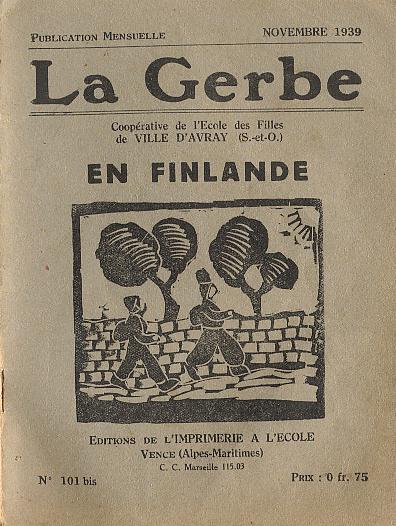 PUBLICATION MENSUELLE
NOVEMBRE 1939
La Gerbe
Coopérative de l'Ecole des Filles
de VILLE D'AVRAY (S.-et-O.)
EN FINLANDE
EDITIONS DE L'IMPRIMERIE A L'ECOLE
VENCE (Alpes-Maritimes)
C. C. Marseille 115.03
N° 101 bis
PRIX : 0 fr. 75